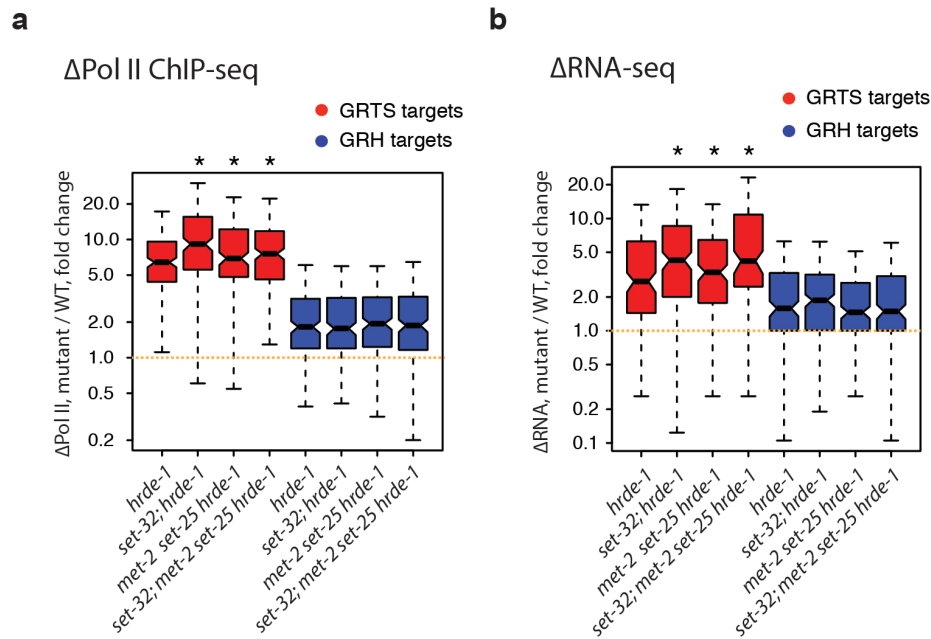 a
ΔPol II ChIP-seq
GRTS targets
GRH targets
* * *
ΔPol II, mutant / WT, fold change
20.0
10.0
5.0
2.0
1.0
0.5
0.2
hrde-1
set-32; hrde-1
met-2 set-25 hrde-1
set-32; met-2 set-25 hrde-1
hrde-1
set-32; hrde-1
met-2 set-25 hrde-1
set-32; met-2 set-25 hrde-1
b
ΔRNA-seq
GRTS targets
GRH targets
* * *
ΔRNA, mutant / WT, fold change
20.0
10.0
5.0
2.0
1.0
0.5
0.2
0.1
hrde-1
set-32; hrde-1
met-2 set-25 hrde-1
set-32; met-2 set-25 hrde-1
hrde-1
set-32; hrde-1
met-2 set-25 hrde-1
set-32; met-2 set-25 hrde-1